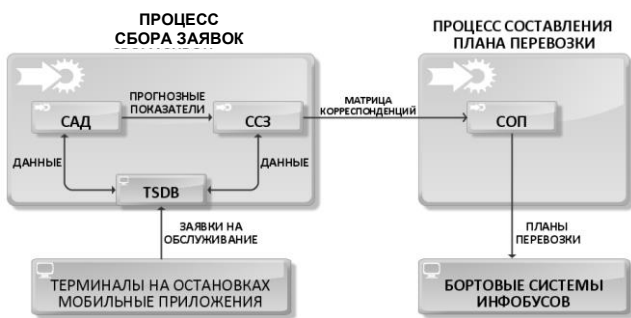 ПРОЦЕСС
СБОРА ЗАЯВОК
ПРОЦЕСС СОСТАВЛЕНИЯ
ПЛАНА ПЕРЕВОЗКИ
ПРОГНОЗНЫЕ
ПОКАЗАТЕЛИ
САД
ССЗ
МАТРИЦА
КОРРЕСПОНДЕНЦИЙ
СОП
ДАННЫЕ
ДАННЫЕ
TSDB
ЗАЯВКИ НА
ОБСЛУЖИВАНИЕ
ПЛАНЫ
ПЕРЕВОЗКИ
ТЕРМИНАЛЫ НА ОСТАНОВКАХ
МОБИЛЬНЫЕ ПРИЛОЖЕНИЯ
БОРТОВЫЕ СИСТЕМЫ
ИНФОБУСОВ